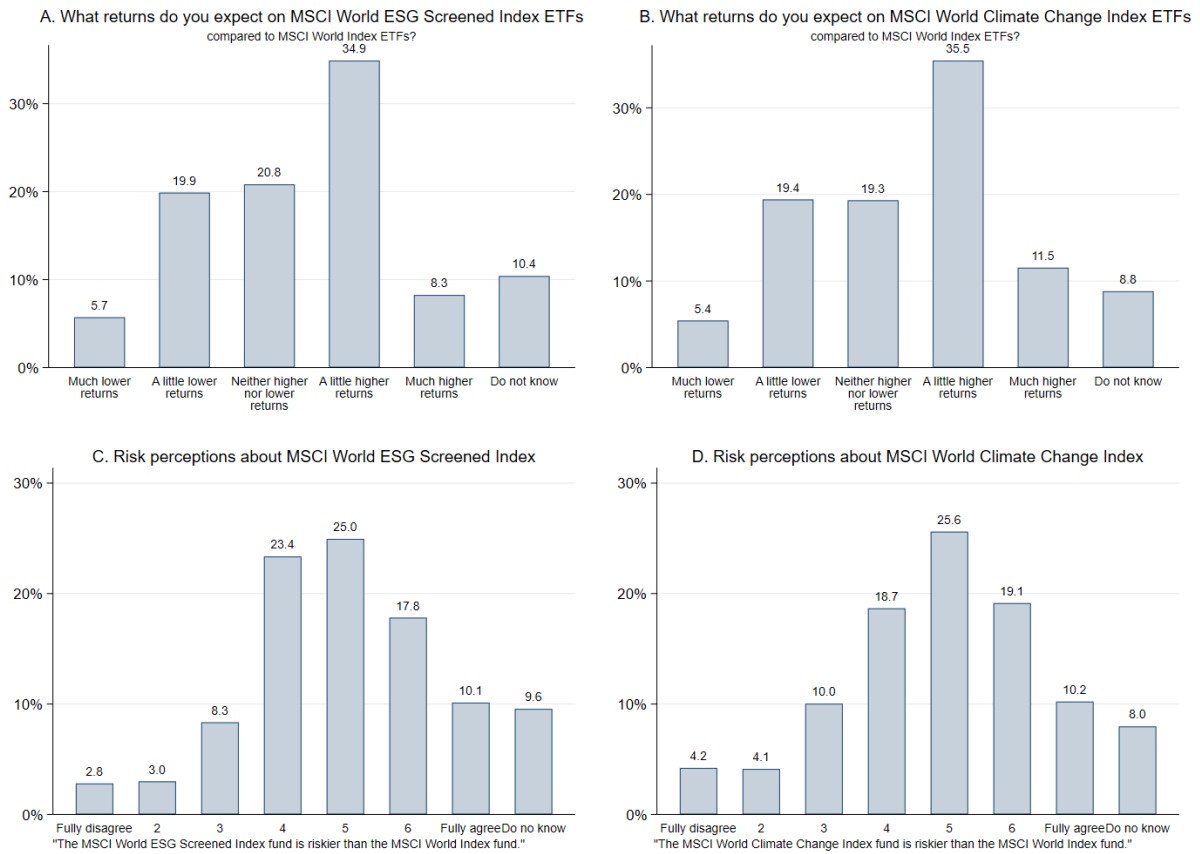 A. What returns do you expect on MSCI World ESG Screened Index ETFs
compared to MSCI World Index ETFs?
34.9
30%
20.8
19.9
20%
10.4
10%
8.3
5.7
0%
Much lower returns
A little lower returns
Neither higher nor lower returns
A little higher returns
Much higher returns
Do not know
B. What returns do you expect on MSCI World Climate Change Index ETFs
compared to MSCI World Index ETFs?
35.5
30%
19.4
19.3
20%
11.5
10%
8.8
5.4
0%
Much lower returns
A little lower returns
Neither higher nor lower returns
A little higher returns
Much higher returns
Do not know
C. Risk perceptions about MSCI World ESG Screened Index
30%
25.0
23.4
20%
17.8
10.1
9.6
10%
8.3
3.0
2.8
0%
Fully disagree 2 3 4 5 6 Fully agree Do no know
"The MSCI World ESG Screened Index fund is riskier than the MSCI World Index fund."
D. Risk perceptions about MSCI World Climate Change Index
30%
25.6
20%
19.1
18.7
10.2
10.0
10%
8.0
4.2
4.1
0%
Fully disagree 2 3 4 5 6 Fully agree Do no know
"The MSCI World Climate Change Index fund is riskier than the MSCI World Index fund."